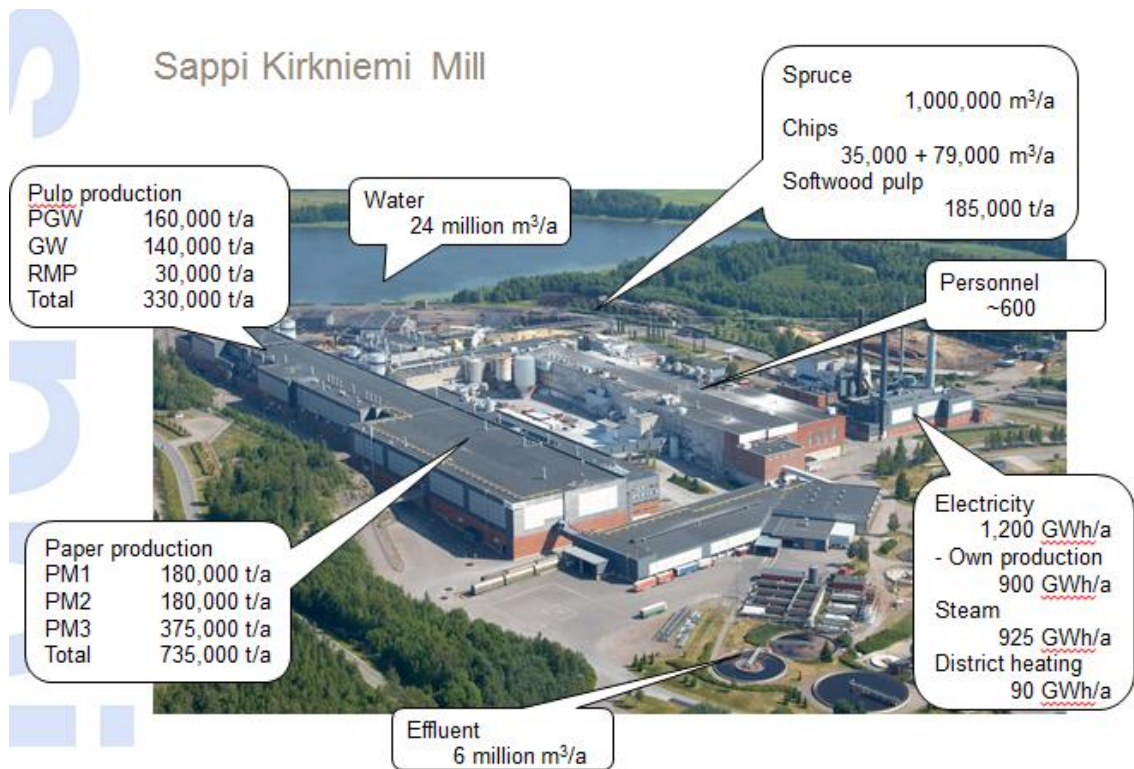 Sappi Kirkniemi Mill
Spruce
1,000,000 m³/a
Chips
35,000 + 79,000 m³/a
Softwood pulp
185,000 t/a
Pulp production
PGW 160,000 t/a
GW 140,000 t/a
RMP 30,000 t/a
Total 330,000 t/a
Water
24 million m³/a
Personnel
~600
Electricity
1,200 GWh/a
- Own production
900 GWh/a
Steam
925 GWh/a
District heating
90 GWh/a
Paper production
PM1 180,000 t/a
PM2 180,000 t/a
PM3 375,000 t/a
Total 735,000 t/a
Effluent
6 million m³/a